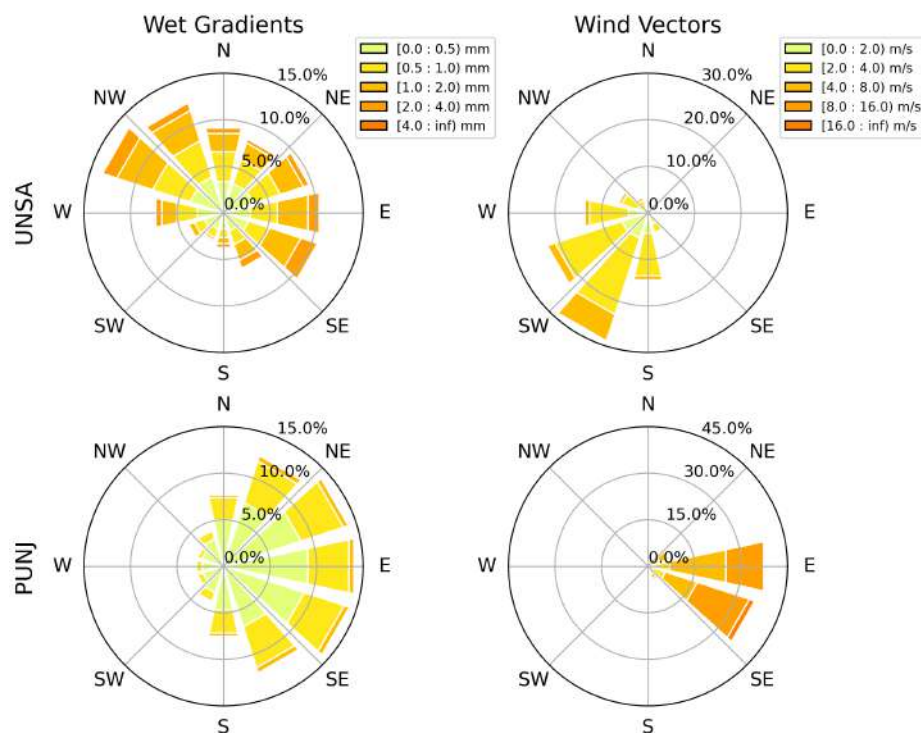 Wet Gradients
Wind Vectors
UNSA
N
NE
E
SE
S
SW
W
NW
15.0%
10.0%
5.0%
0.0%
[0.0 : 0.5) mm
[0.5 : 1.0) mm
[1.0 : 2.0) mm
[2.0 : 4.0) mm
[4.0 : inf) mm
N
NE
E
SE
S
SW
W
NW
30.0%
20.0%
10.0%
0.0%
[0.0 : 2.0) m/s
[2.0 : 4.0) m/s
[4.0 : 8.0) m/s
[8.0 : 16.0) m/s
[16.0 : inf) m/s
PUNJ
N
NE
E
SE
S
SW
W
NW
15.0%
10.0%
5.0%
0.0%
N
NE
E
SE
S
SW
W
NW
45.0%
30.0%
15.0%
0.0%